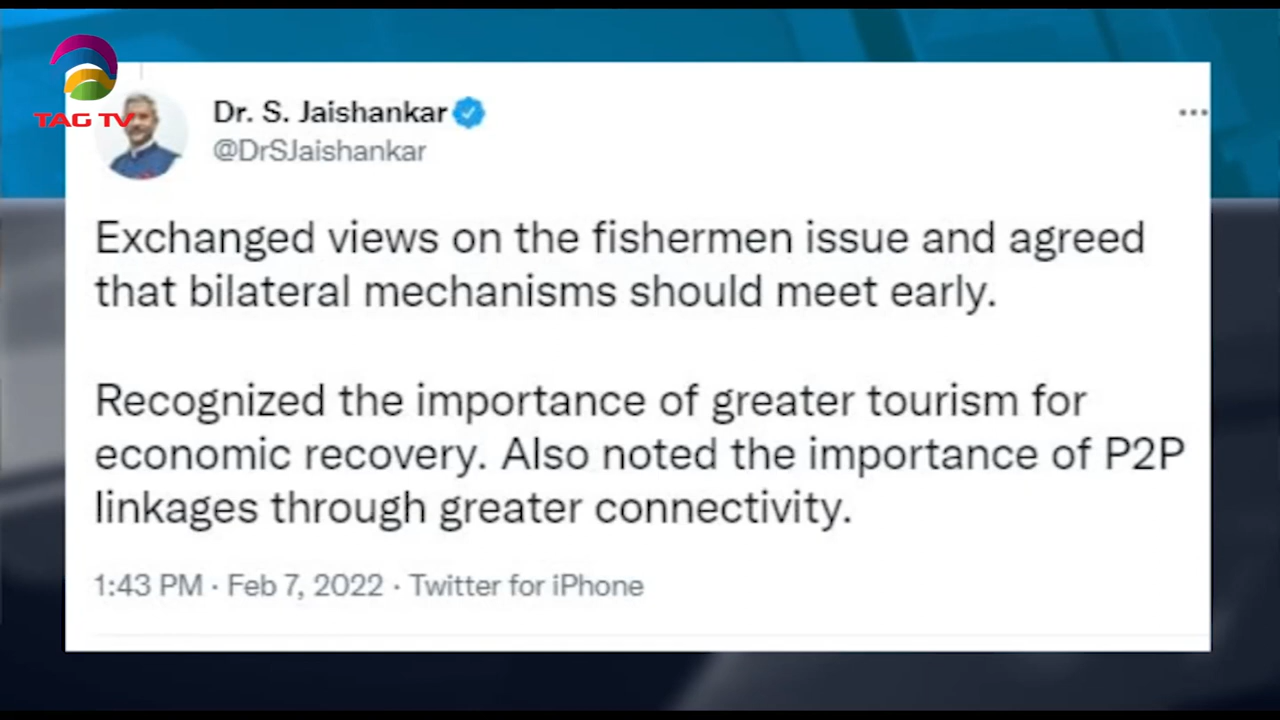 TAG TV
Dr. S. Jaishankar
@DrSJaishankar
Exchanged views on the fishermen issue and agreed
that bilateral mechanisms should meet early.
Recognized the importance of greater tourism for
economic recovery. Also noted the importance of P2P
linkages through greater connectivity.
1:43 PM · Feb 7, 2022 · Twitter for iPhone